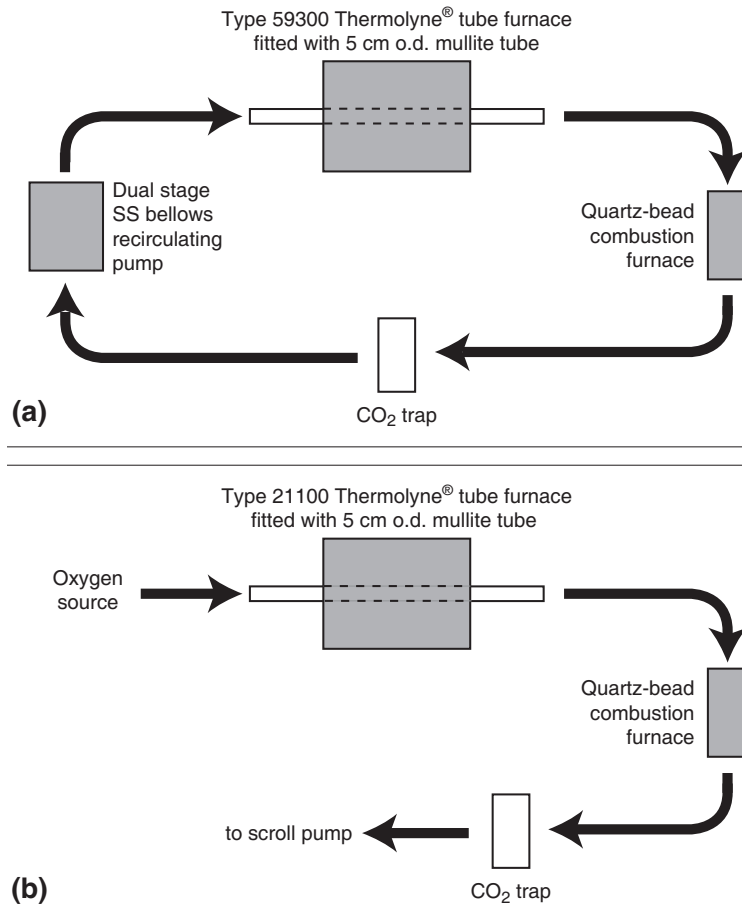 Type 59300 Thermolyne® tube furnace
fitted with 5 cm o.d. mullite tube
Dual stage
SS bellows
recirculating
pump
Quartz-bead
combustion
furnace
CO₂ trap
(a)
Type 21100 Thermolyne® tube furnace
fitted with 5 cm o.d. mullite tube
Oxygen
source
Quartz-bead
combustion
furnace
to scroll pump
CO₂ trap
(b)